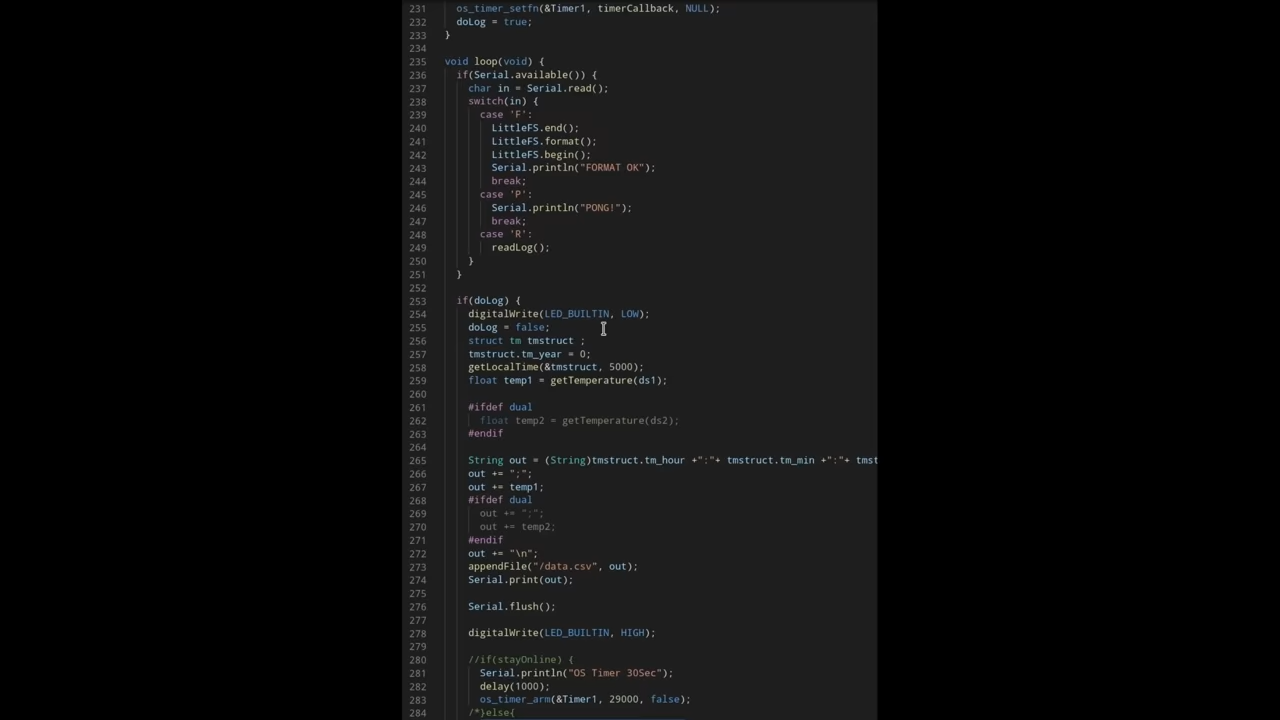 231 os_timer_setfn(&Timer1, timerCallback, NULL);
232 doLog = true;
233 }
234
235 void loop(void) {
236 if(Serial.available()) {
237 char in = Serial.read();
238 switch(in) {
239 case 'F':
240 LittleFS.end();
241 LittleFS.format();
242 LittleFS.begin();
243 Serial.println("FORMAT OK");
244 break;
245 case 'P':
246 Serial.println("PONG!");
247 break;
248 case 'R':
249 readLog();
250 }
251 }
252
253 if(doLog) {
254 digitalWrite(LED_BUILTIN, LOW);
255 doLog = false;
256 struct tm tmstruct ;
257 tmstruct.tm_year = 0;
258 getLocalTime(&tmstruct, 5000);
259 float temp1 = getTemperature(ds1);
260
261 #ifdef dual
262 float temp2 = getTemperature(ds2);
263 #endif
264
265 String out = (String)tmstruct.tm_hour +":"+ tmstruct.tm_min +":"+ tmst
266 out += ";";
267 out += temp1;
268 #ifdef dual
269 out += ";";
270 out += temp2;
271 #endif
272 out += "\n";
273 appendFile("/data.csv", out);
274 Serial.print(out);
275
276 Serial.flush();
277
278 digitalWrite(LED_BUILTIN, HIGH);
279
280 //if(stayOnline) {
281 Serial.println("OS Timer 30Sec");
282 delay(1000);
283 os_timer_arm(&Timer1, 29000, false);
284 /*}else{